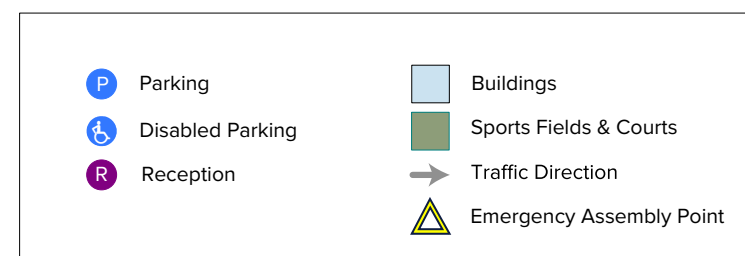 P Parking
Disabled Parking
R Reception
Buildings
Sports Fields & Courts
Traffic Direction
Emergency Assembly Point